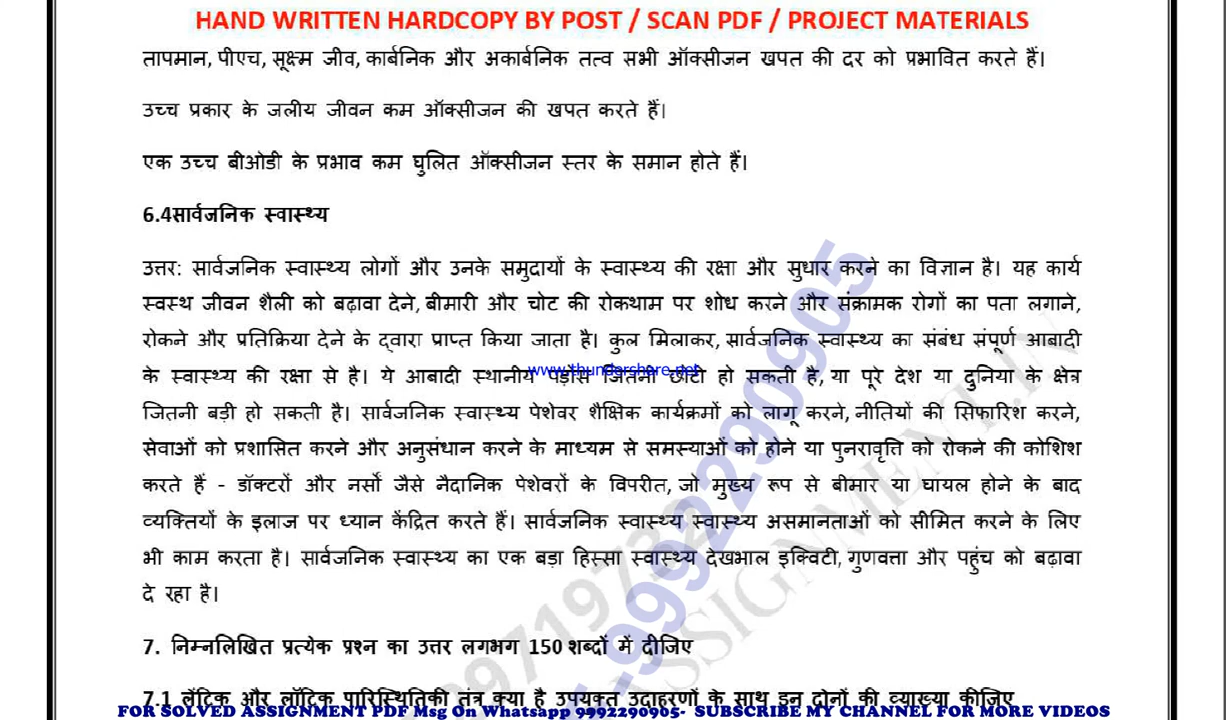 HAND WRITTEN HARDCOPY BY POST / SCAN PDF / PROJECT MATERIALS
तापमान, पीएच, सूक्ष्म जीव, कार्बनिक और अकार्बनिक तत्व सभी ऑक्सीजन खपत की दर को प्रभावित करते हैं।
उच्च प्रकार के जलीय जीवन कम ऑक्सीजन की खपत करते हैं।
एक उच्च बीओडी के प्रभाव कम घुलित ऑक्सीजन स्तर के समान होते हैं।
6.4सार्वजनिक स्वास्थ्य
उत्तर: सार्वजनिक स्वास्थ्य लोगों और उनके समुदायों के स्वास्थ्य की रक्षा और सुधार करने का विज्ञान है। यह कार्य
स्वस्थ जीवन शैली को बढ़ावा देने, बीमारी और चोट की रोकथाम पर शोध करने और संक्रामक रोगों का पता लगाने,
रोकने और प्रतिक्रिया देने के द्वारा प्राप्त किया जाता है। कुल मिलाकर, सार्वजनिक स्वास्थ्य का संबंध संपूर्ण आबादी
के स्वास्थ्य की रक्षा से है। ये आबादी स्थानीय पड़ोस जितनी छोटी हो सकती है, या पूरे देश या दुनिया के क्षेत्र
www.thundershare.net
जितनी बड़ी हो सकती है। सार्वजनिक स्वास्थ्य पेशेवर शैक्षिक कार्यक्रमों को लागू करने, नीतियों की सिफारिश करने,
सेवाओं को प्रशासित करने और अनुसंधान करने के माध्यम से समस्याओं को होने या पुनरावृत्ति को रोकने की कोशिश
करते हैं - डॉक्टरों और नर्सों जैसे नैदानिक पेशेवरों के विपरीत, जो मुख्य रूप से बीमार या घायल होने के बाद
व्यक्तियों के इलाज पर ध्यान केंद्रित करते हैं। सार्वजनिक स्वास्थ्य स्वास्थ्य असमानताओं को सीमित करने के लिए
भी काम करता है। सार्वजनिक स्वास्थ्य का एक बड़ा हिस्सा स्वास्थ्य देखभाल इक्विटी, गुणवत्ता और पहुंच को बढ़ावा
दे रहा है।
7. निम्नलिखित प्रत्येक प्रश्न का उत्तर लगभग 150 शब्दों में दीजिए
7.1 लेंटिक और लॉटिक पारिस्थितिकी तंत्र क्या है उपयुक्त उदाहरणों के साथ इन दोनों की व्याख्या कीजिए
FOR SOLVED ASSIGNMENT PDF Msg On Whatsapp 9992290905- SUBSCRIBE MY CHANNEL FOR MORE VIDEOS